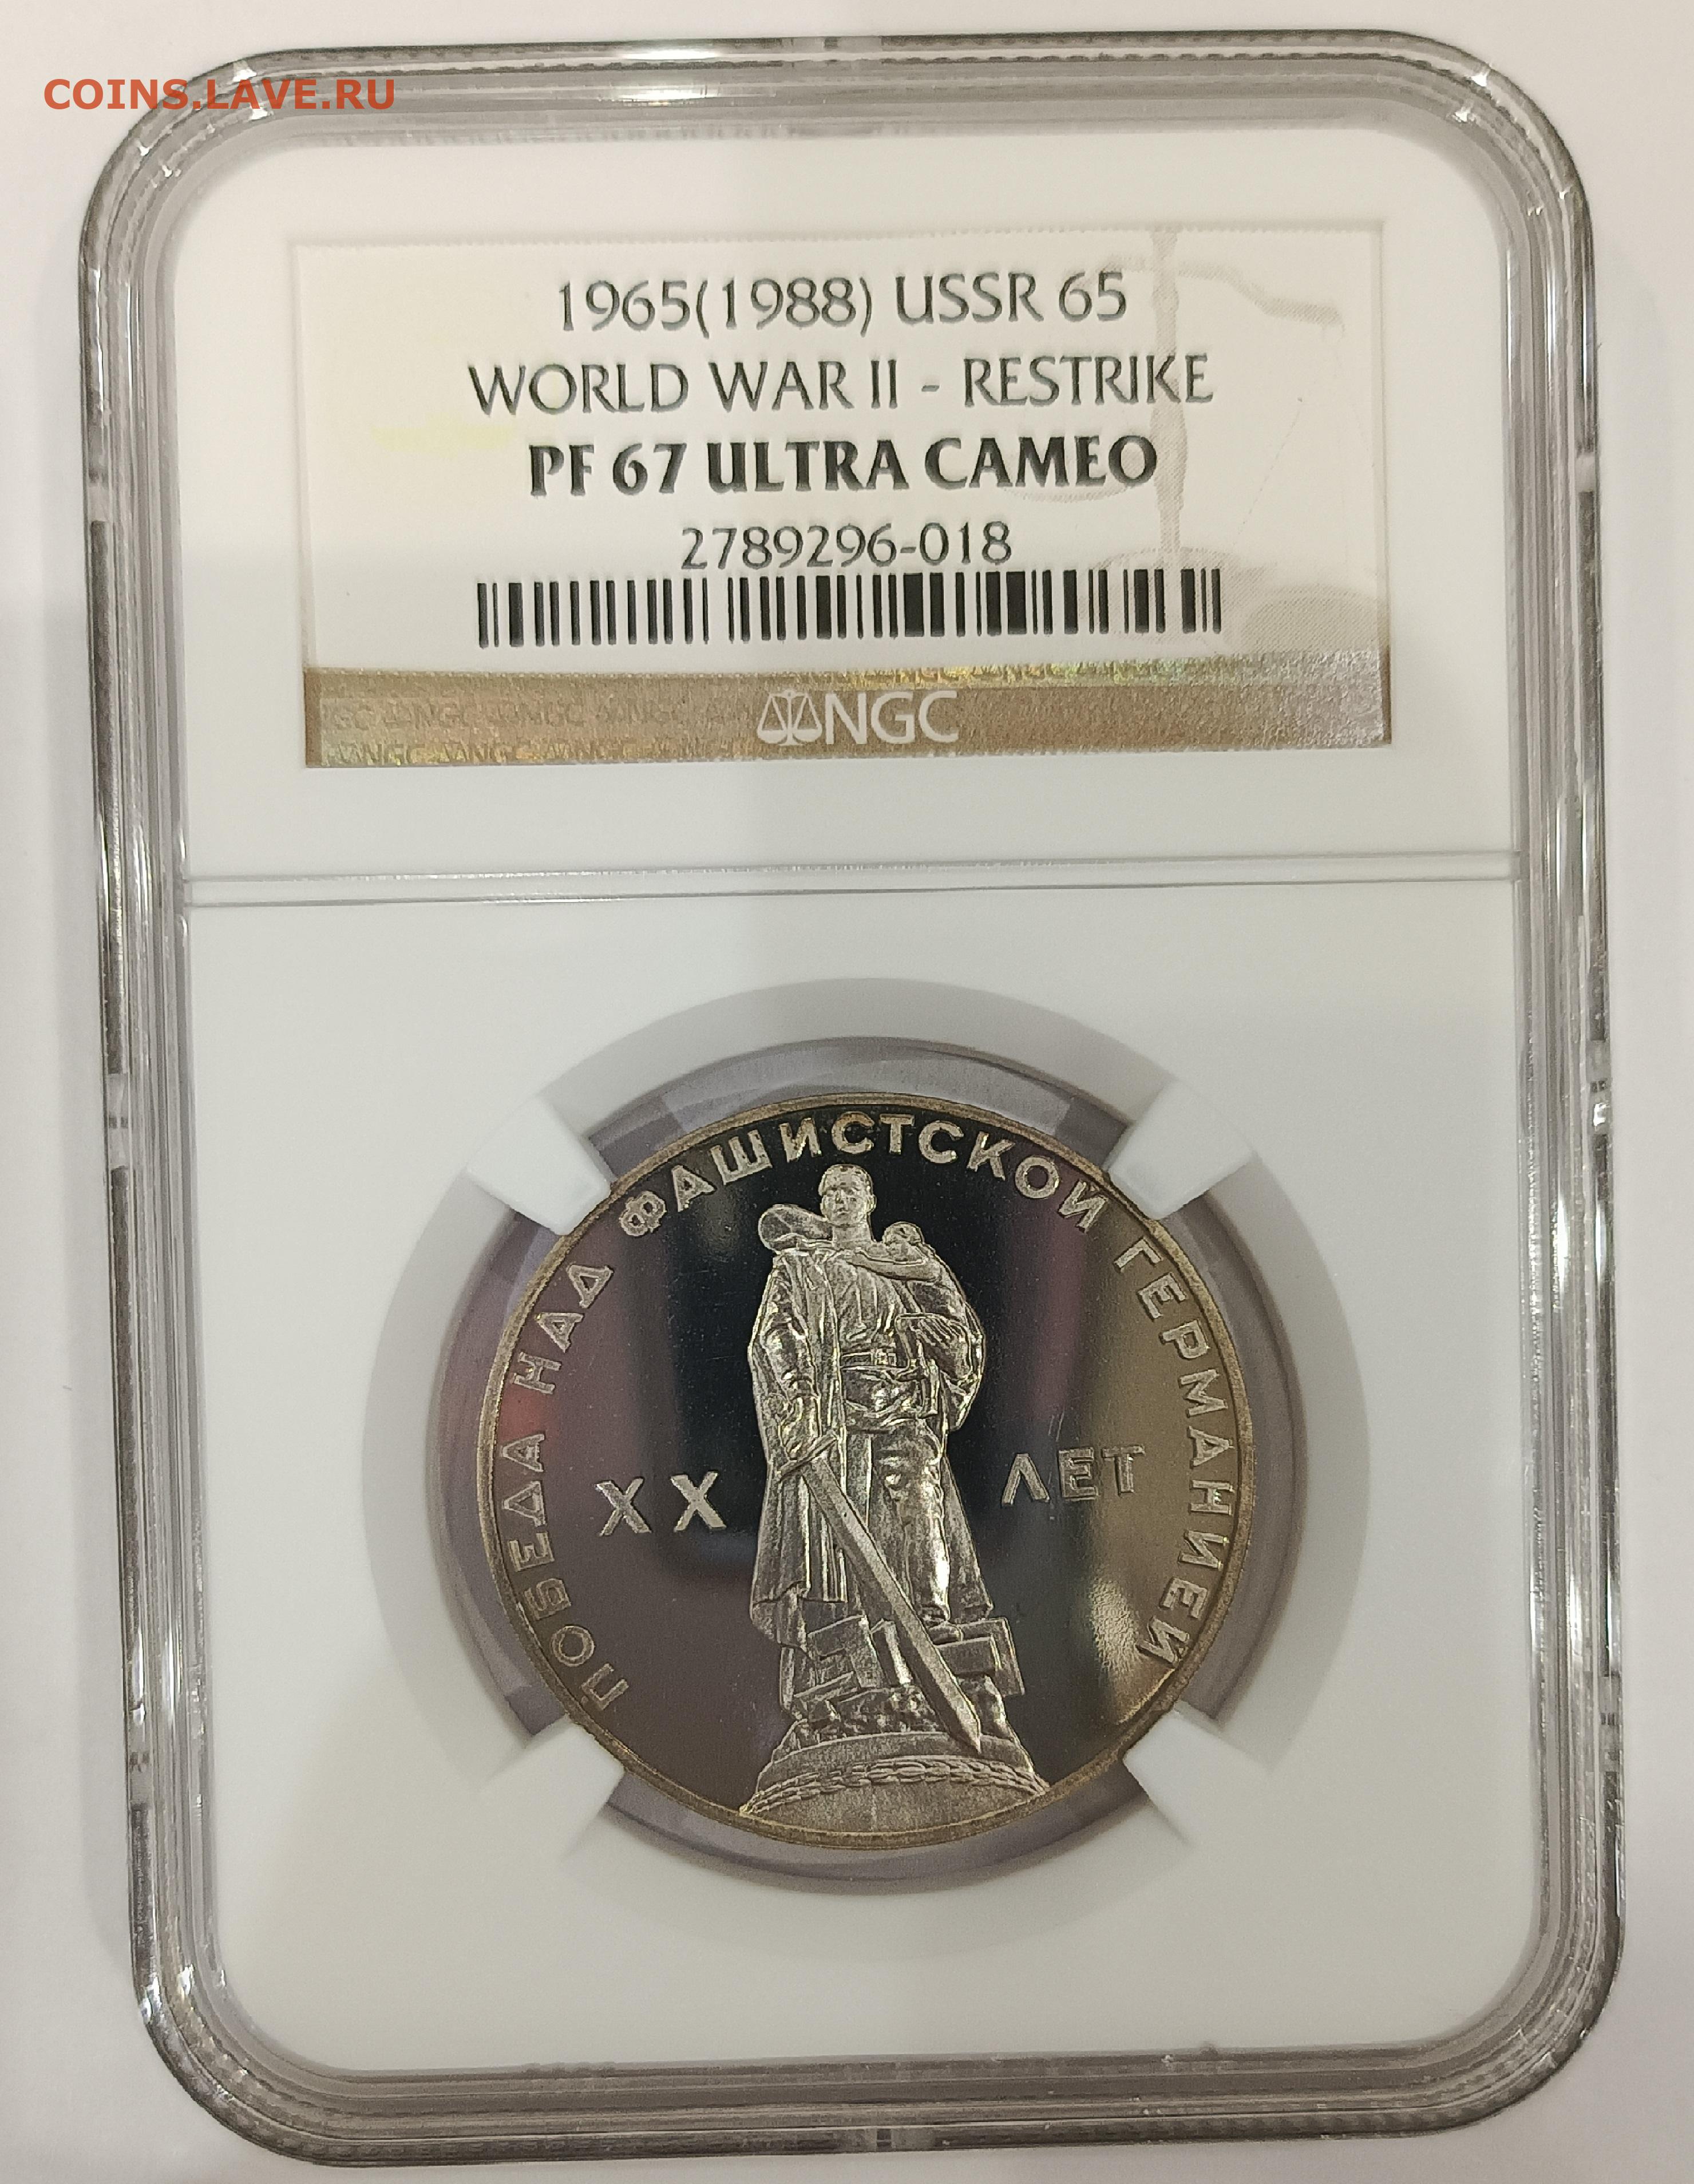 COINS.LAVE.RU
1965(1988) USSR 65
WORLD WAR II - RESTRIKE
PF 67 ULTRA CAMEO
2789296-018
NGC
ПОБЕДА НАД ФАШИСТСКОЙ ГЕРМАНИЕЙ
XX ЛЕТ